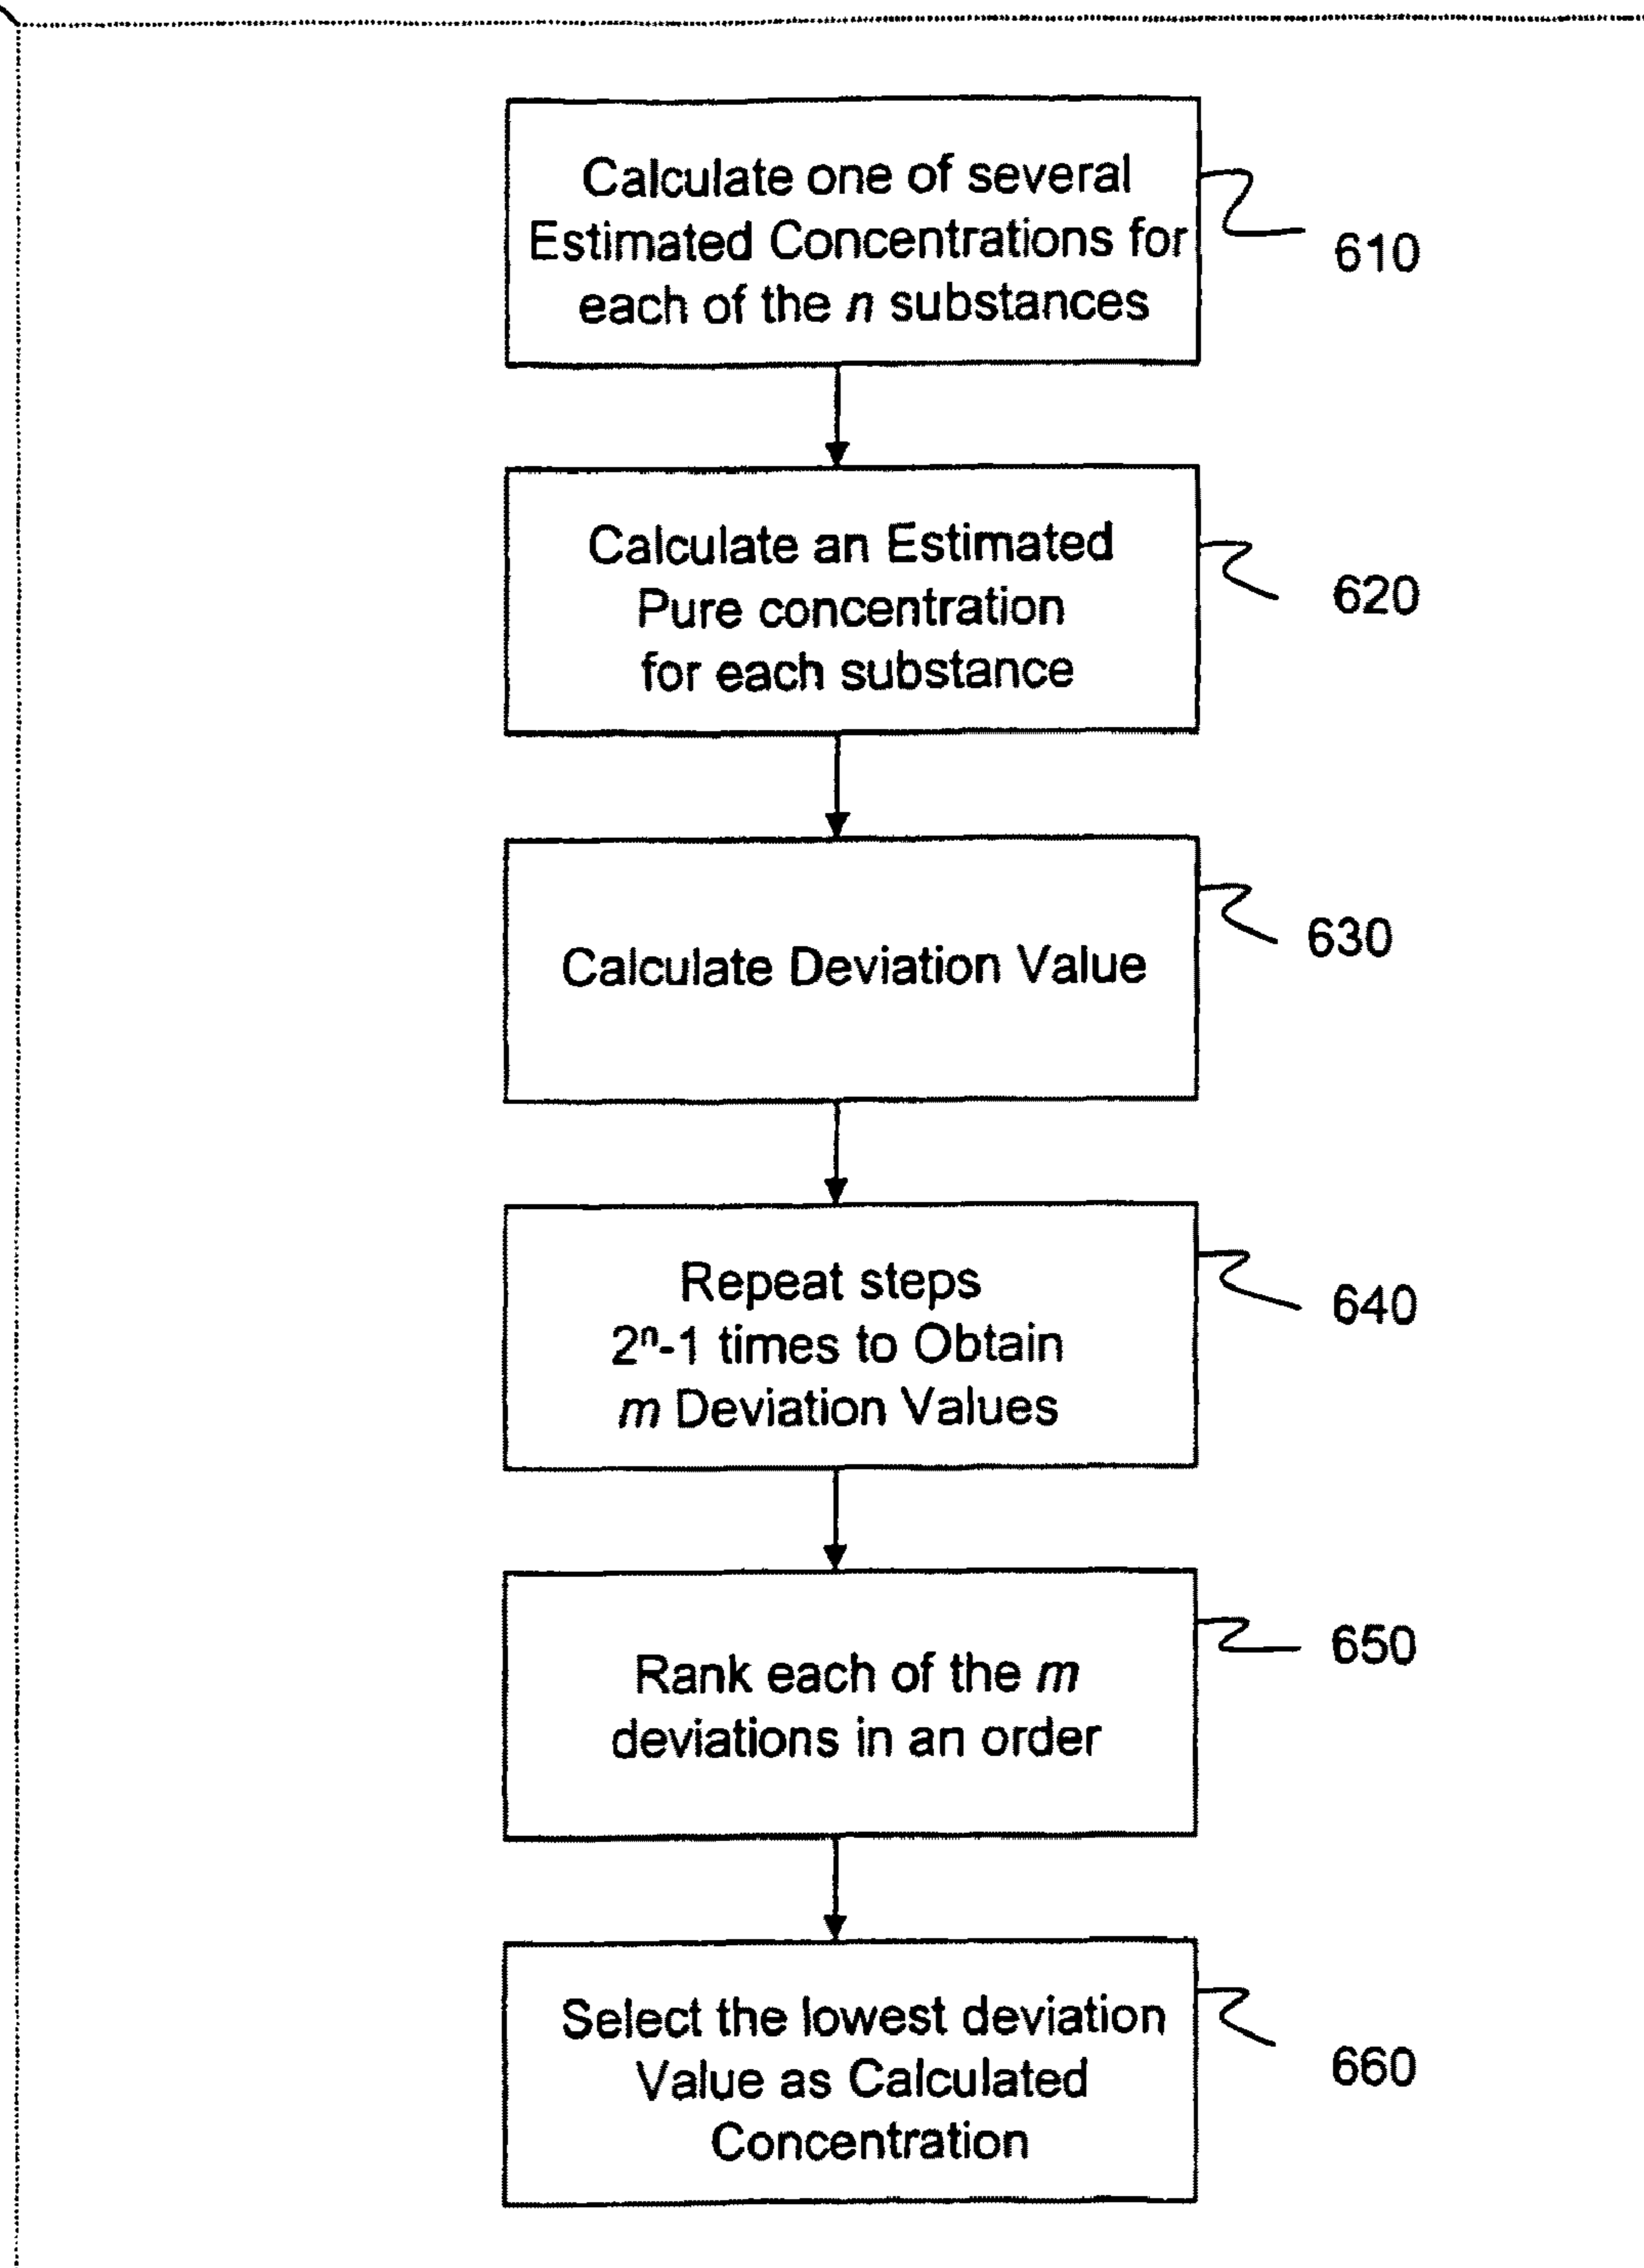 Calculate one of several
Estimated Concentrations for
each of the n substances
610
Calculate an Estimated
Pure concentration
for each substance
620
Calculate Deviation Value
630
Repeat steps
2ⁿ-1 times to Obtain
m Deviation Values
640
Rank each of the m
deviations in an order
650
Select the lowest deviation
Value as Calculated
Concentration
660